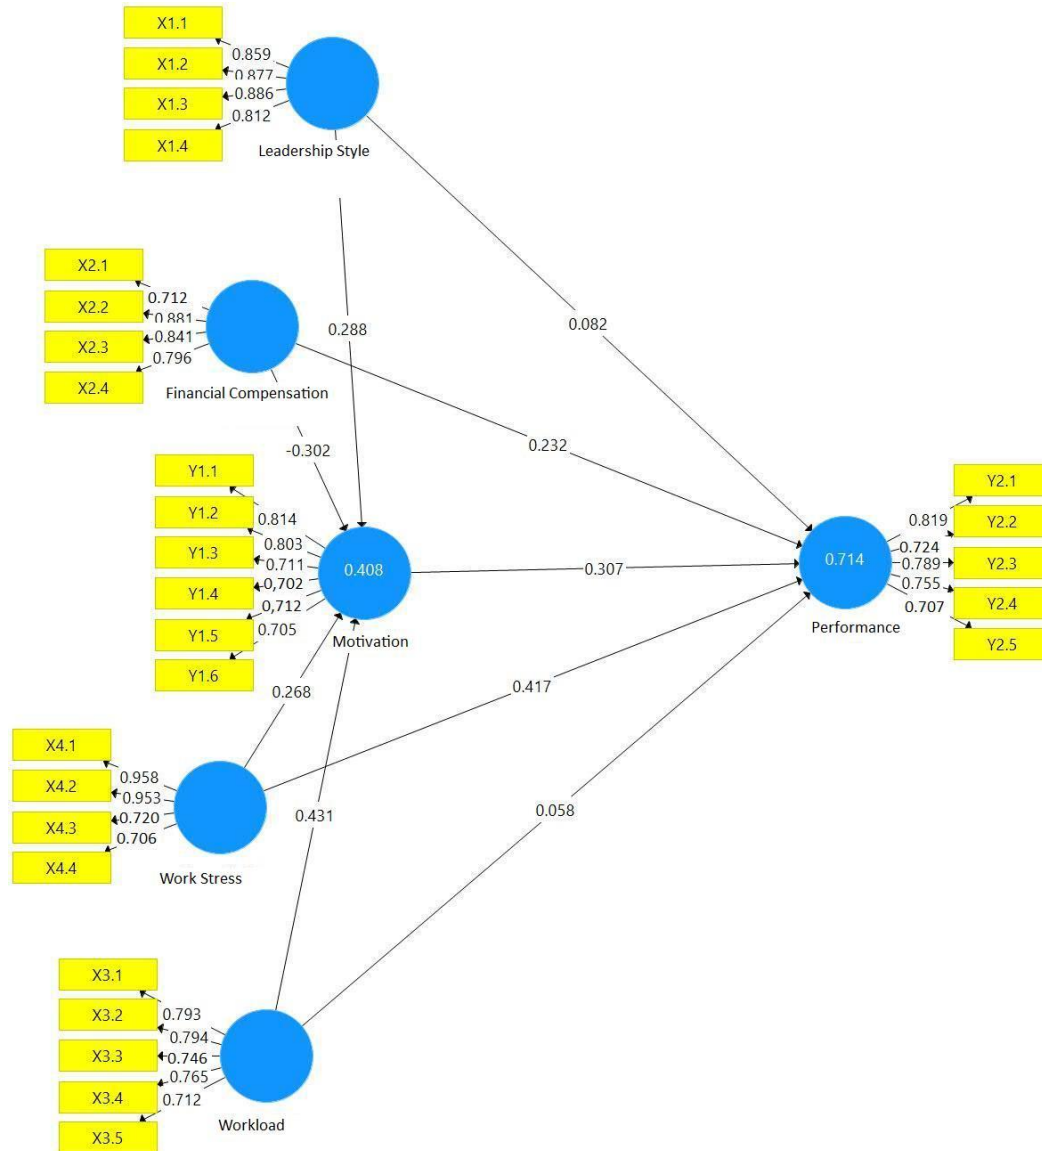 X1.1
0.859
X1.2
0.877
0.886
X1.3
0.812
X1.4
Leadership Style
X2.1
0.712
X2.2
0.881
X2.3
0.841
0.796
X2.4
Financial Compensation
0.288
0.082
-0.302
0.232
Y1.1
0.814
Y1.2
0.803
Y1.3
0.711
0,702
Y1.4
0,712
Y1.5
0.705
Y1.6
0.408
Motivation
0.307
0.714
Performance
Y2.1
0.819
Y2.2
0.724
0.789
Y2.3
0.755
Y2.4
0.707
Y2.5
0.268
0.417
X4.1
0.958
X4.2
0.953
0.720
X4.3
0.706
X4.4
Work Stress
0.431
0.058
X3.1
0.793
X3.2
0.794
0.746
X3.3
0.765
X3.4
0.712
X3.5
Workload